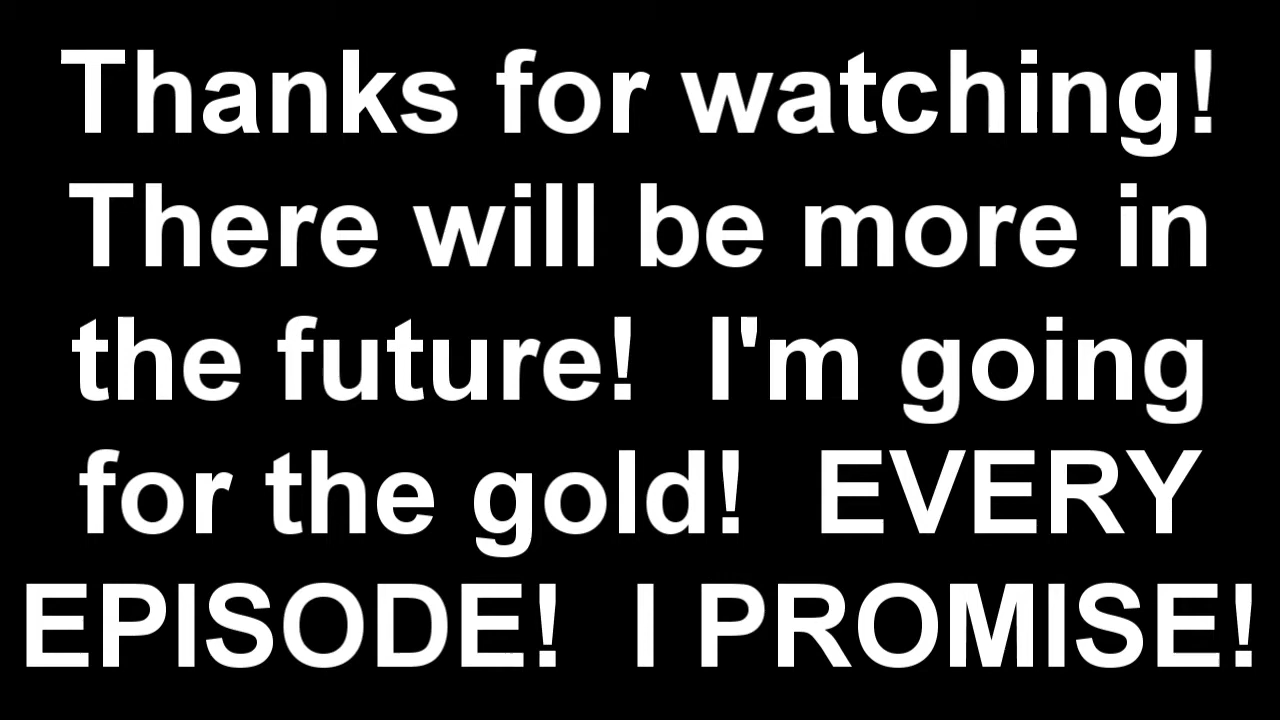 Thanks for watching!
There will be more in
the future!  I'm going
for the gold!  EVERY
EPISODE!  I PROMISE!